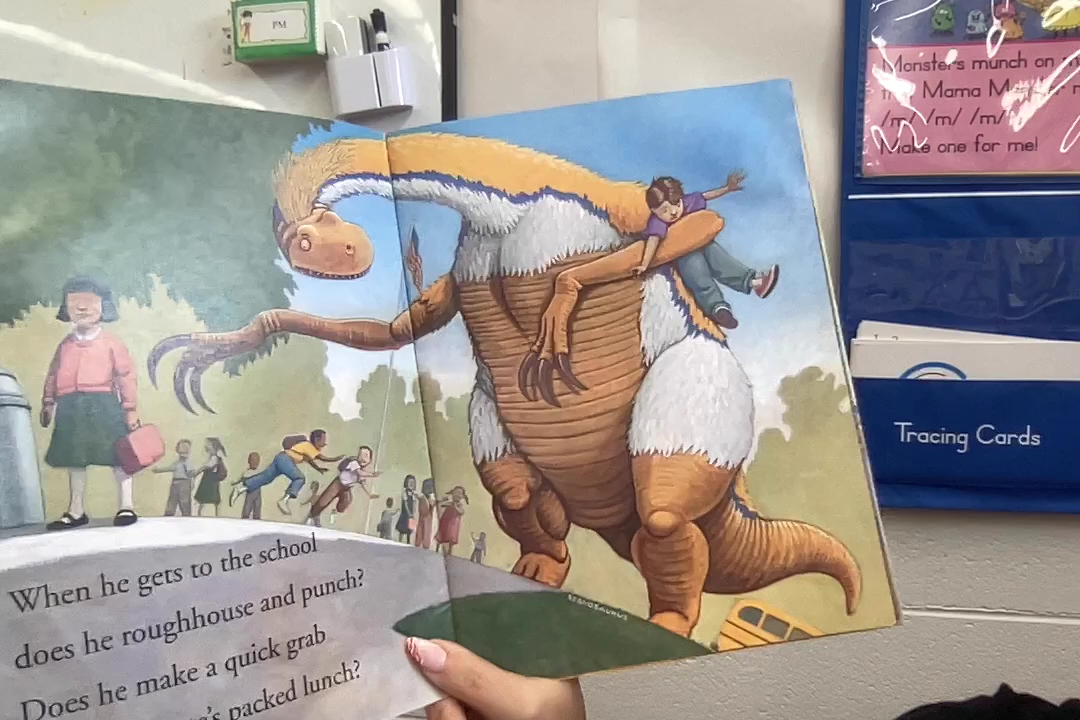 PM
Monsters munch on
Mama
/m/ /m/ /m/
Make one for me!
Tracing Cards
When he gets to the school
does he roughhouse and punch?
Does he make a quick grab
packed lunch?